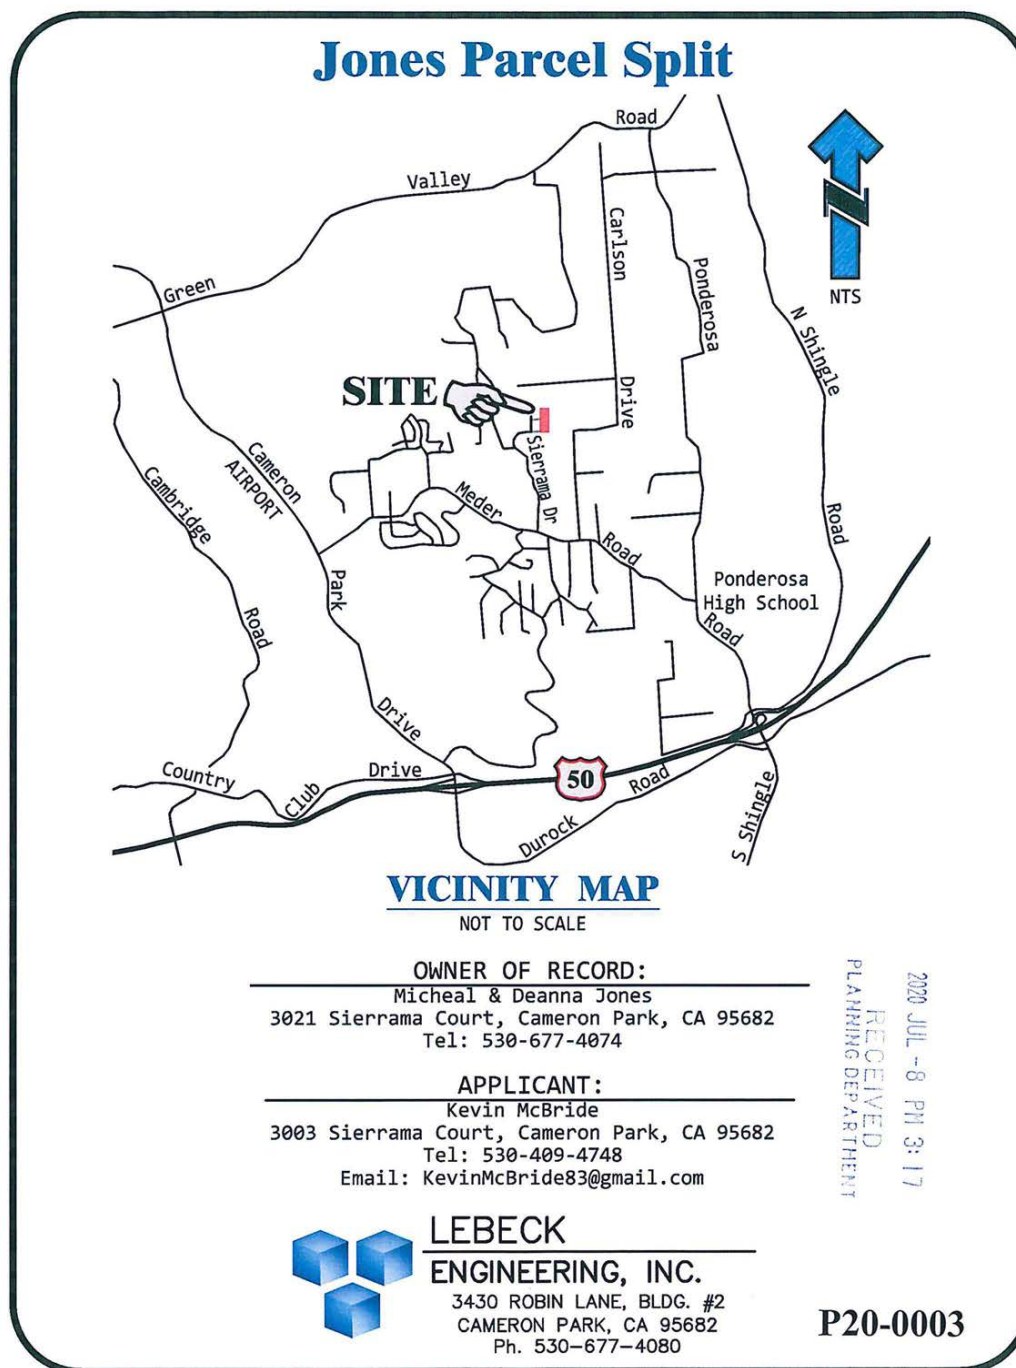 Jones Parcel Split
Road
Valley
Green
Carlson
Drive
Ponderosa
Road
N Shingle
Road
NTS
SITE
Sierrama Dr
Cameron
Park
Drive
AIRPORT
Cambridge
Road
Meder
Road
Ponderosa
High School
Country
Club
Drive
50
Durock
Road
S Shingle
VICINITY MAP
NOT TO SCALE
OWNER OF RECORD:
Micheal & Deanna Jones
3021 Sierrama Court, Cameron Park, CA 95682
Tel: 530-677-4074
APPLICANT:
Kevin McBride
3003 Sierrama Court, Cameron Park, CA 95682
Tel: 530-409-4748
Email: KevinMcBride83@gmail.com
2020 JUL -8 PM 3:17
RECEIVED
PLANNING DEPARTMENT
LEBECK
ENGINEERING, INC.
3430 ROBIN LANE, BLDG. #2
CAMERON PARK, CA 95682
Ph. 530-677-4080
P20-0003